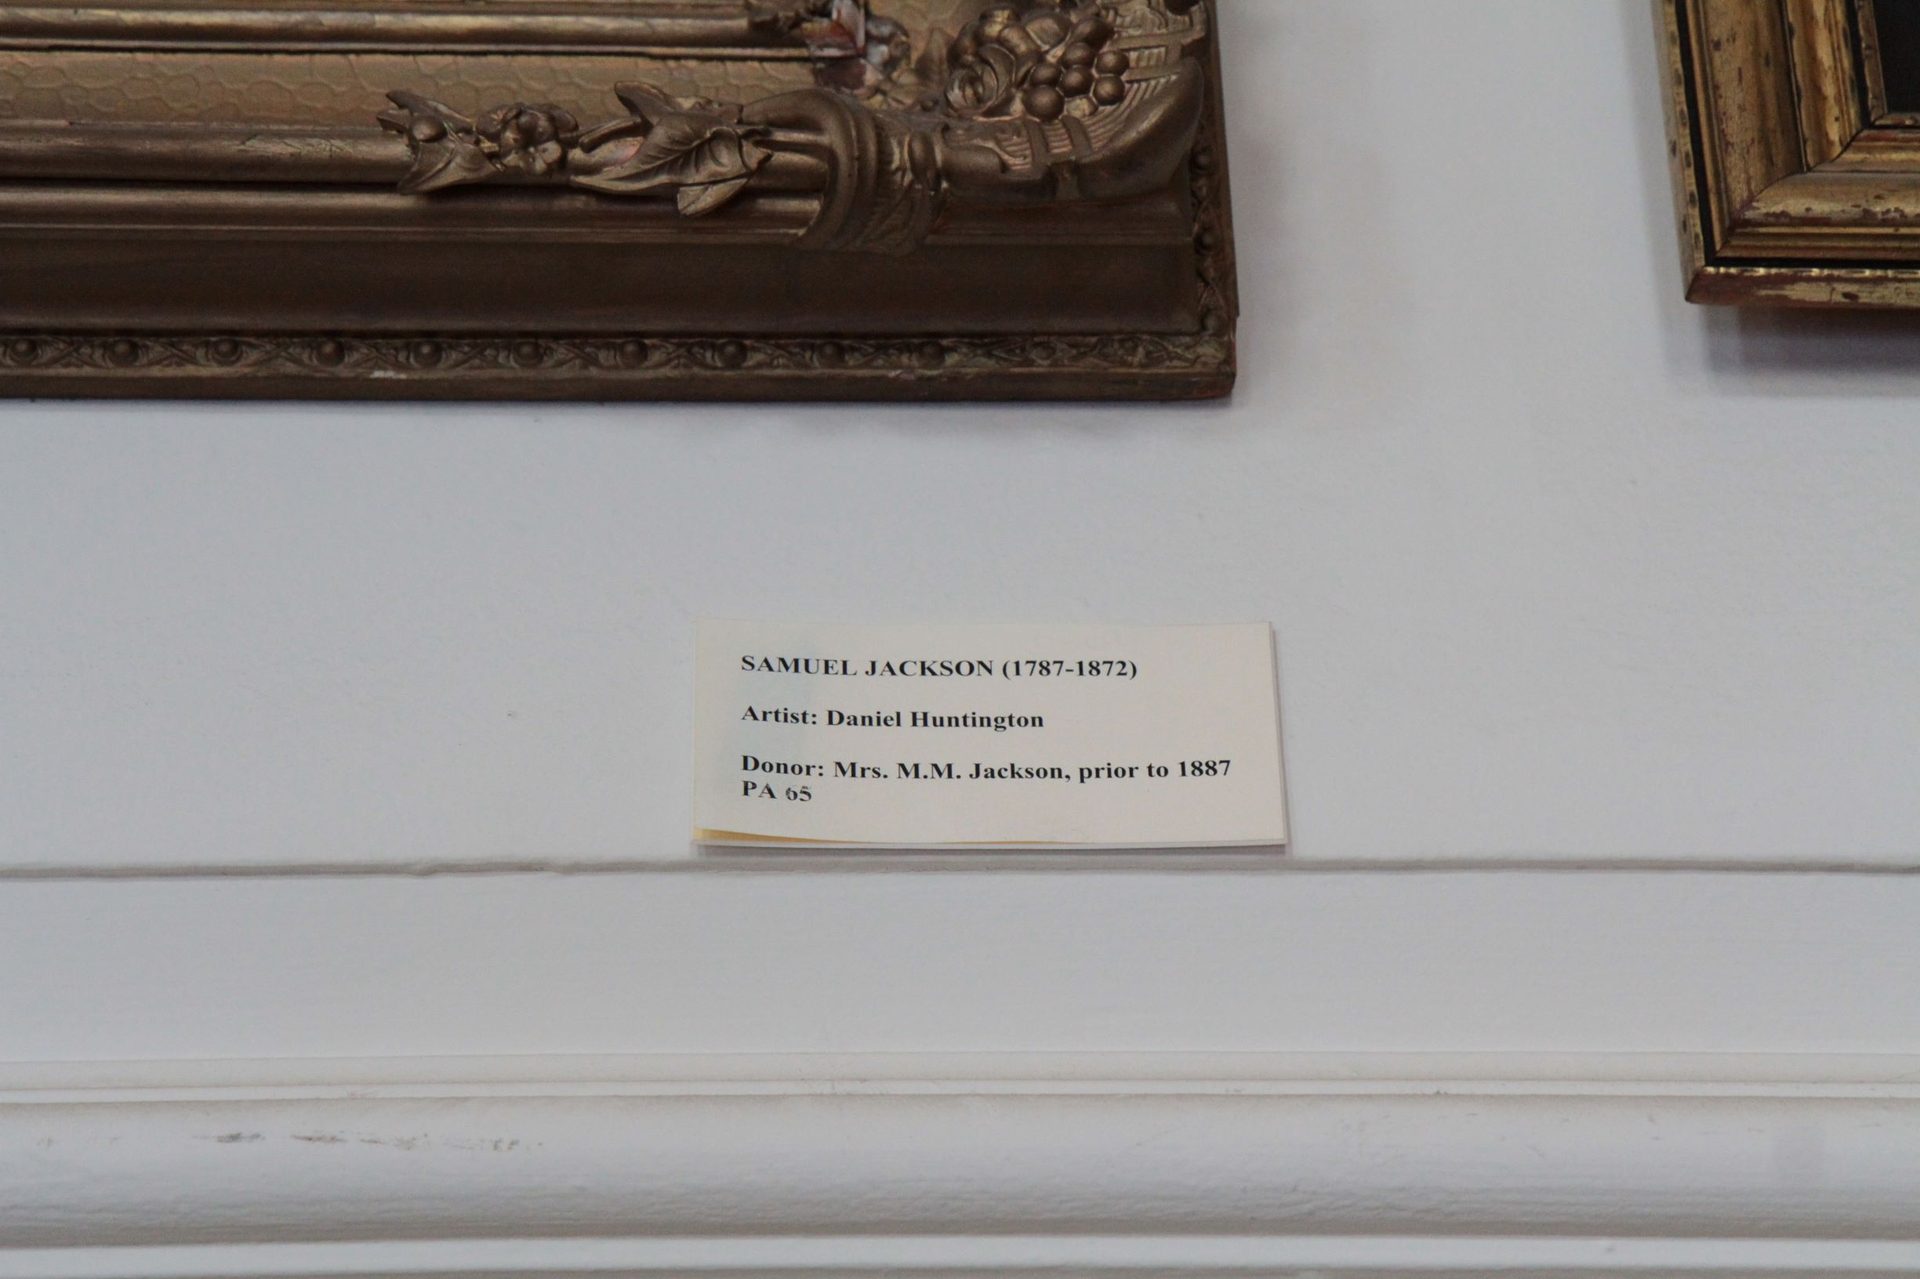 SAMUEL JACKSON (1787-1872)
Artist: Daniel Huntington
Donor: Mrs. M.M. Jackson, prior to 1887
PA 65